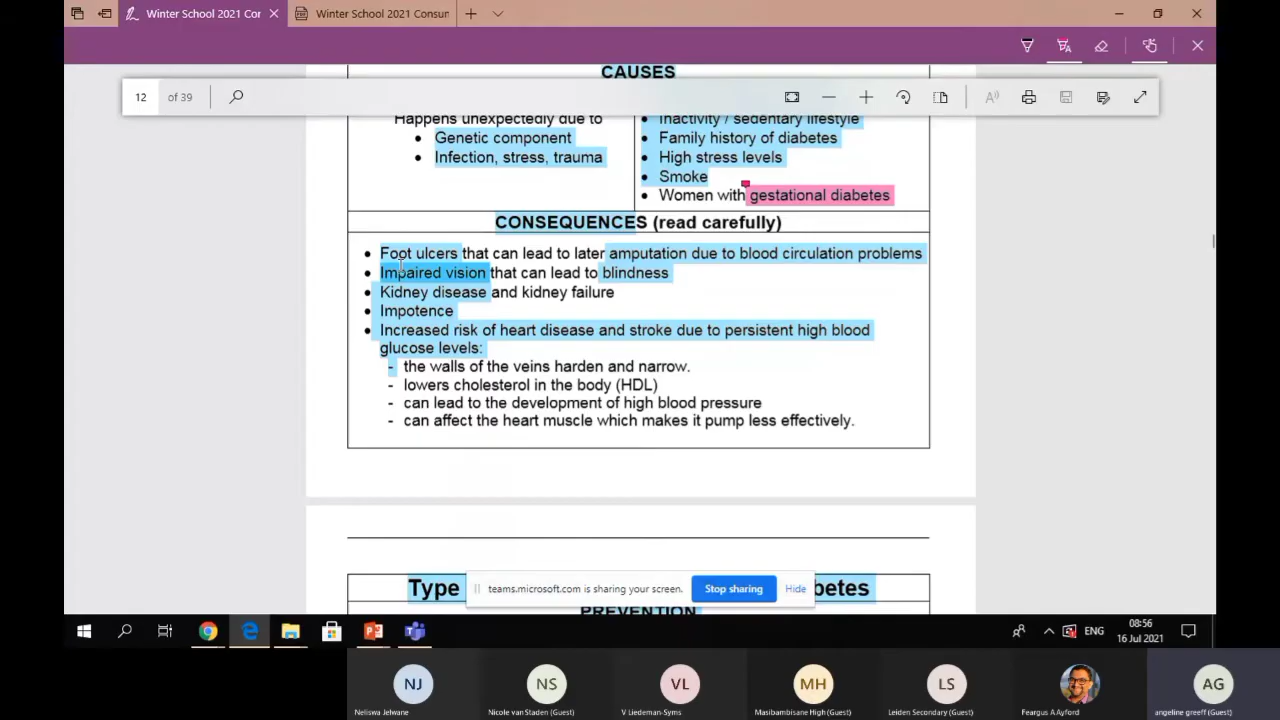 Winter School 2021 Cor
Winter School 2021 Consun
12 of 39
CAUSES
Happens unexpectedly due to
• Genetic component
• Infection, stress, trauma
• Inactivity / sedentary lifestyle
• Family history of diabetes
• High stress levels
• Smoke
• Women with gestational diabetes
CONSEQUENCES (read carefully)
• Foot ulcers that can lead to later amputation due to blood circulation problems
• Impaired vision that can lead to blindness
• Kidney disease and kidney failure
• Impotence
• Increased risk of heart disease and stroke due to persistent high blood
glucose levels:
- the walls of the veins harden and narrow.
- lowers cholesterol in the body (HDL)
- can lead to the development of high blood pressure
- can affect the heart muscle which makes it pump less effectively.
Type betes
teams.microsoft.com is sharing your screen. Stop sharing Hide
PREVENTION
ENG
08:56
16 Jul 2021
NJ
NS
VL
MH
LS
AG
Neliswa Jelwane
Nicole van Staden (Guest)
V Liedeman-Syms
Masibambisane High (Guest)
Leiden Secondary (Guest)
Feargus A Ayford
angeline greeff (Guest)